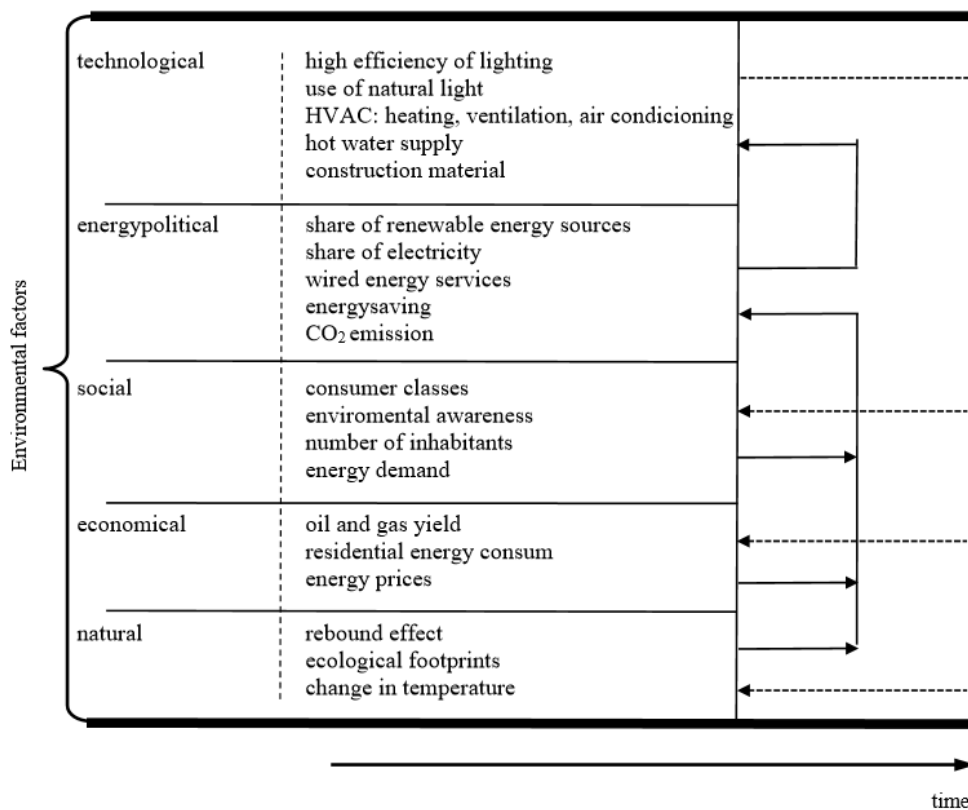 technological
high efficiency of lighting
use of natural light
HVAC: heating, ventilation, air condicioning
hot water supply
construction material
energypolitical
share of renewable energy sources
share of electricity
wired energy services
energysaving
CO₂ emission
Environmental factors
social
consumer classes
enviromental awareness
number of inhabitants
energy demand
economical
oil and gas yield
residential energy consum
energy prices
natural
rebound effect
ecological footprints
change in temperature
time